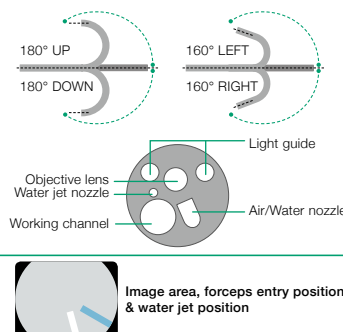 180° UP
180° DOWN
160° LEFT
160° RIGHT
Light guide
Objective lens
Water jet nozzle
Working channel
Air/Water nozzle
Image area, forceps entry position
& water jet position